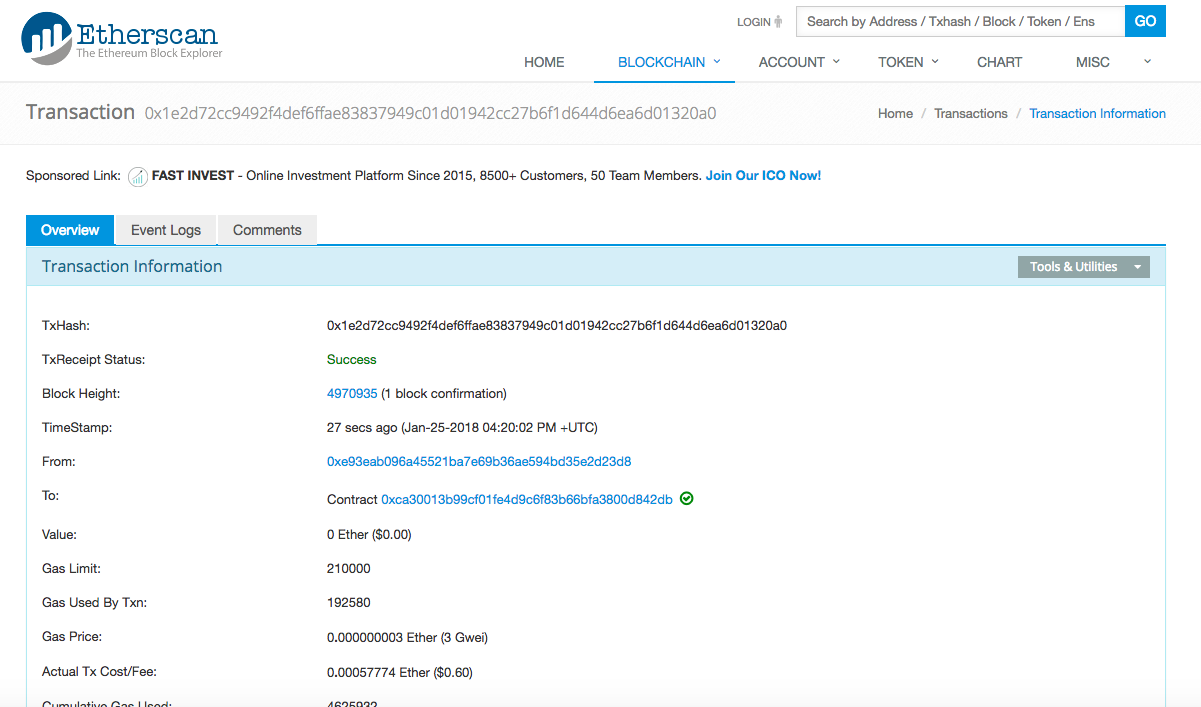 LOGIN Search by Address / Txhash / Block / Token / Ens GO
Etherscan
The Ethereum Block Explorer
HOME BLOCKCHAIN ACCOUNT TOKEN CHART MISC
Transaction 0x1e2d72cc9492f4def6ffae83837949c01d01942cc27b6f1d644d6ea6d01320a0 Home / Transactions / Transaction Information
Sponsored Link: FAST INVEST - Online Investment Platform Since 2015, 8500+ Customers, 50 Team Members. Join Our ICO Now!
Overview Event Logs Comments
Transaction Information Tools & Utilities
TxHash: 0x1e2d72cc9492f4def6ffae83837949c01d01942cc27b6f1d644d6ea6d01320a0
TxReceipt Status: Success
Block Height: 4970935 (1 block confirmation)
TimeStamp: 27 secs ago (Jan-25-2018 04:20:02 PM +UTC)
From: 0xe93eab096a45521ba7e69b36ae594bd35e2d23d8
To: Contract 0xca30013b99cf01fe4d9c6f83b66bfa3800d842db
Value: 0 Ether ($0.00)
Gas Limit: 210000
Gas Used By Txn: 192580
Gas Price: 0.000000003 Ether (3 Gwei)
Actual Tx Cost/Fee: 0.00057774 Ether ($0.60)
Cumulative Gas Used: 4625932